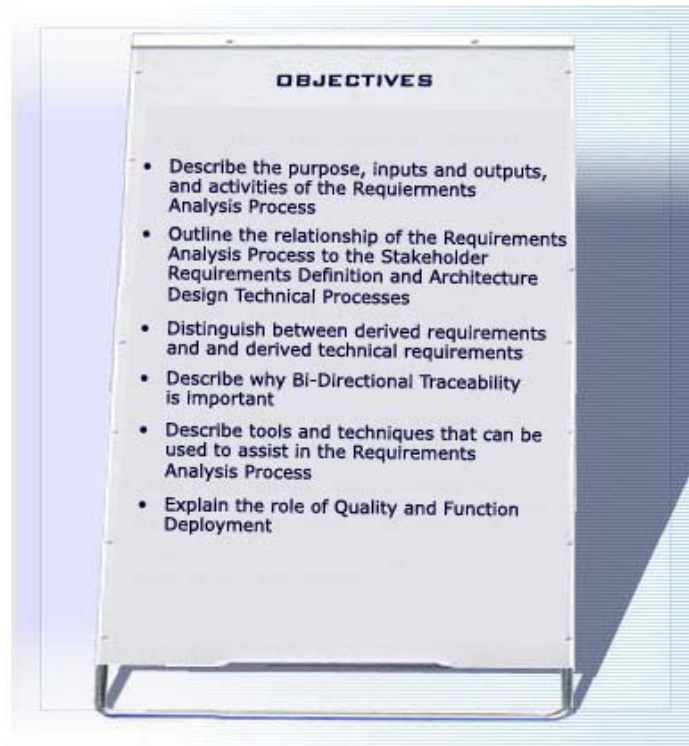 OBJECTIVES
• Describe the purpose, inputs and outputs,
and activities of the Requierments
Analysis Process
• Outline the relationship of the Requirements
Analysis Process to the Stakeholder
Requirements Definition and Architecture
Design Technical Processes
• Distinguish between derived requirements
and and derived technical requirements
• Describe why Bi-Directional Traceability
is important
• Describe tools and techniques that can be
used to assist in the Requirements
Analysis Process
• Explain the role of Quality and Function
Deployment